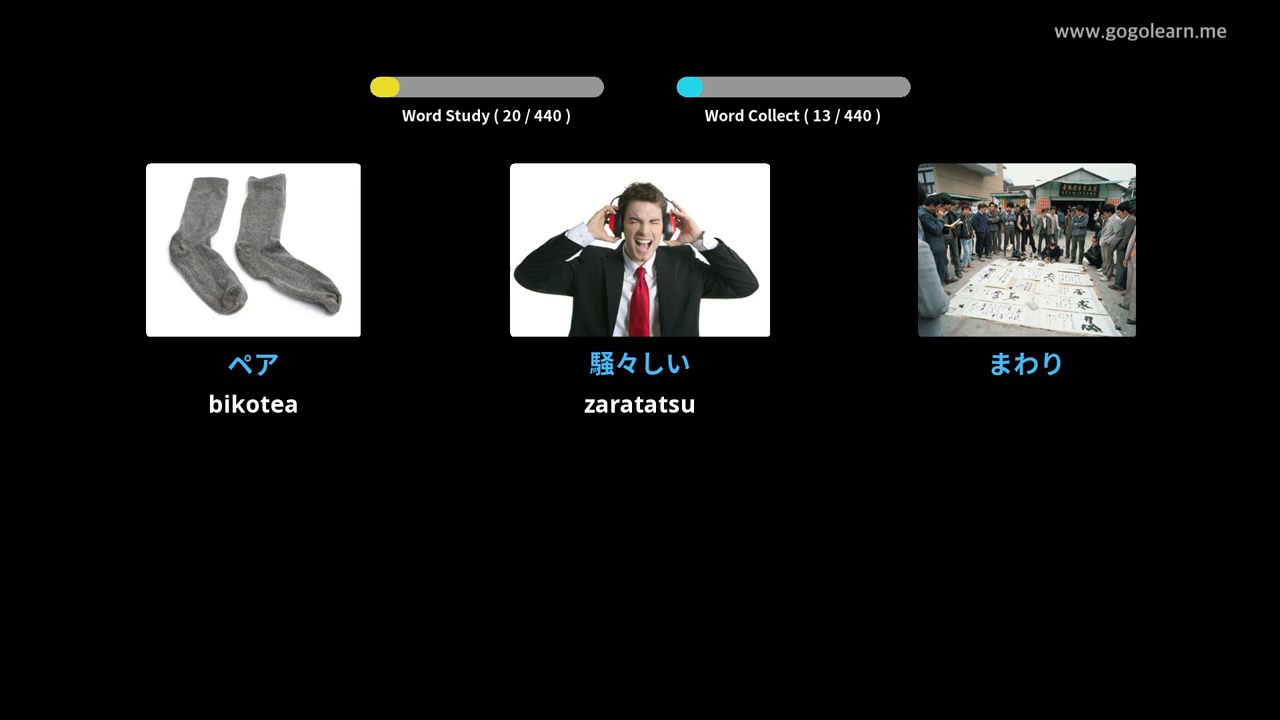 www.gogolearn.me
Word Study ( 20 / 440 )
Word Collect ( 13 / 440 )
ペア
騒々しい
まわり
bikotea
zaratatsu